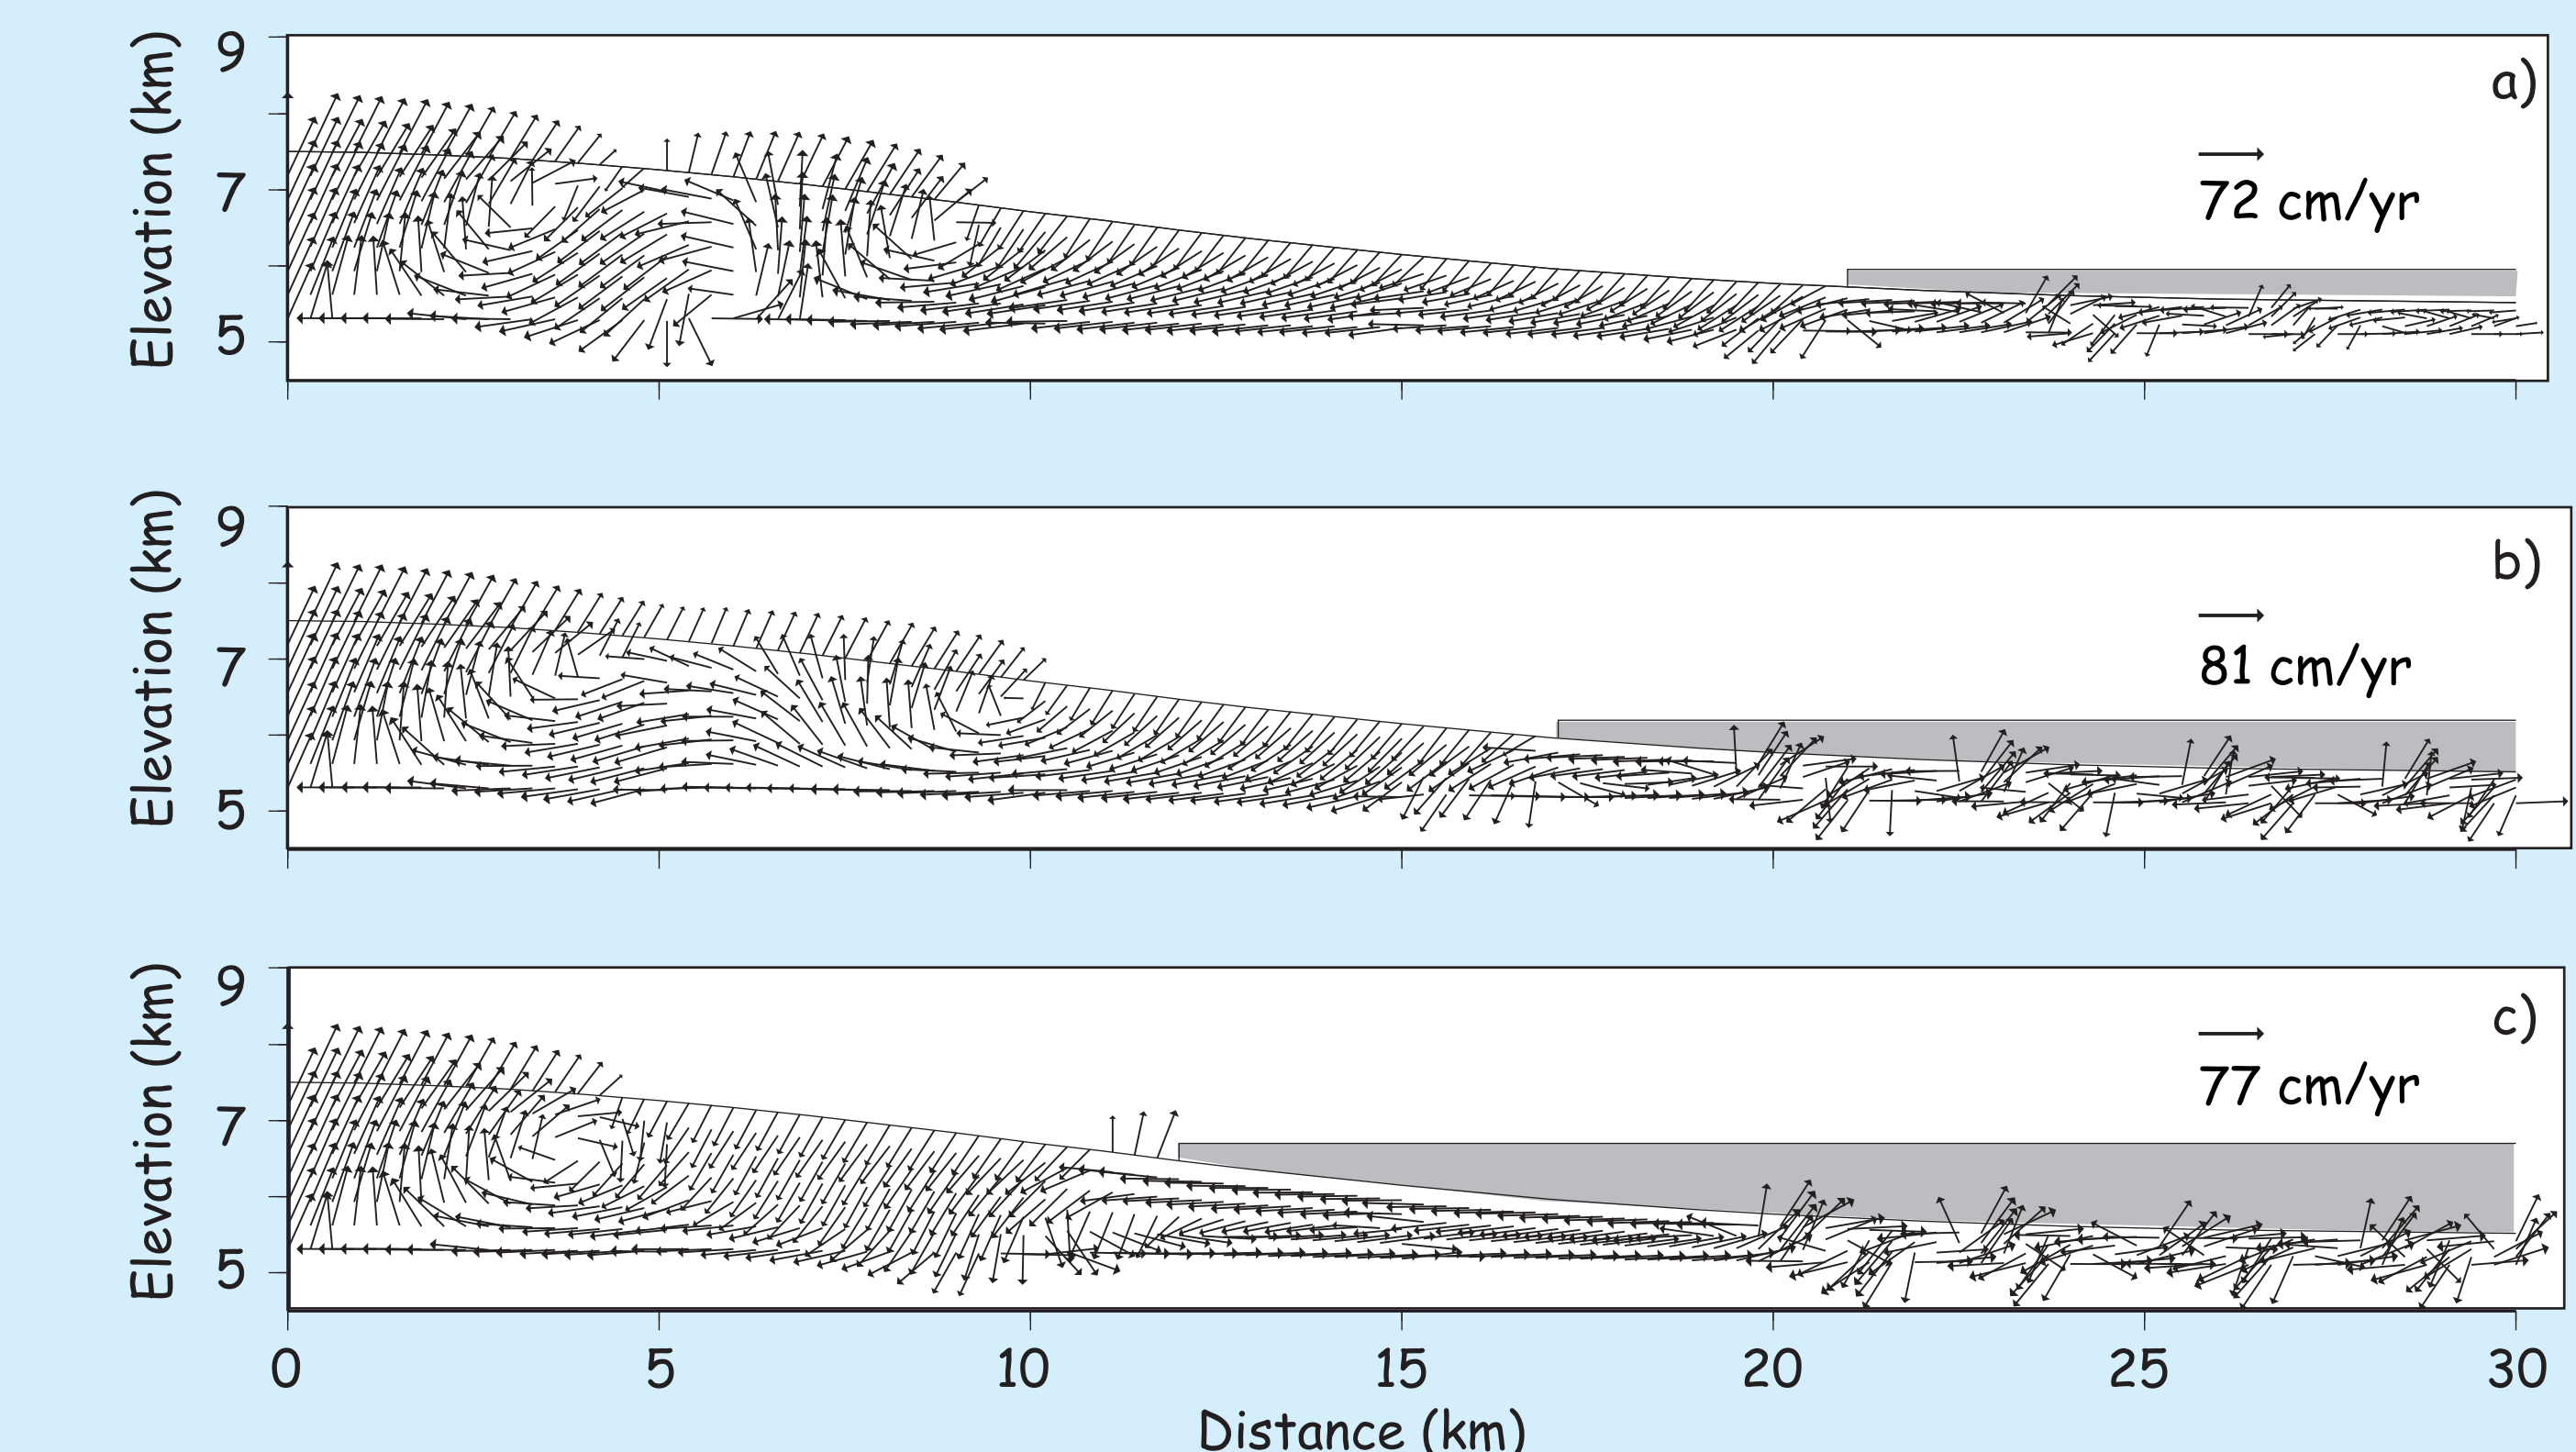 Elevation (km)
9
7
5
a)
72 cm/yr
Elevation (km)
9
7
5
b)
81 cm/yr
Elevation (km)
9
7
5
c)
77 cm/yr
0 5 10 15 20 25 30
Distance (km)